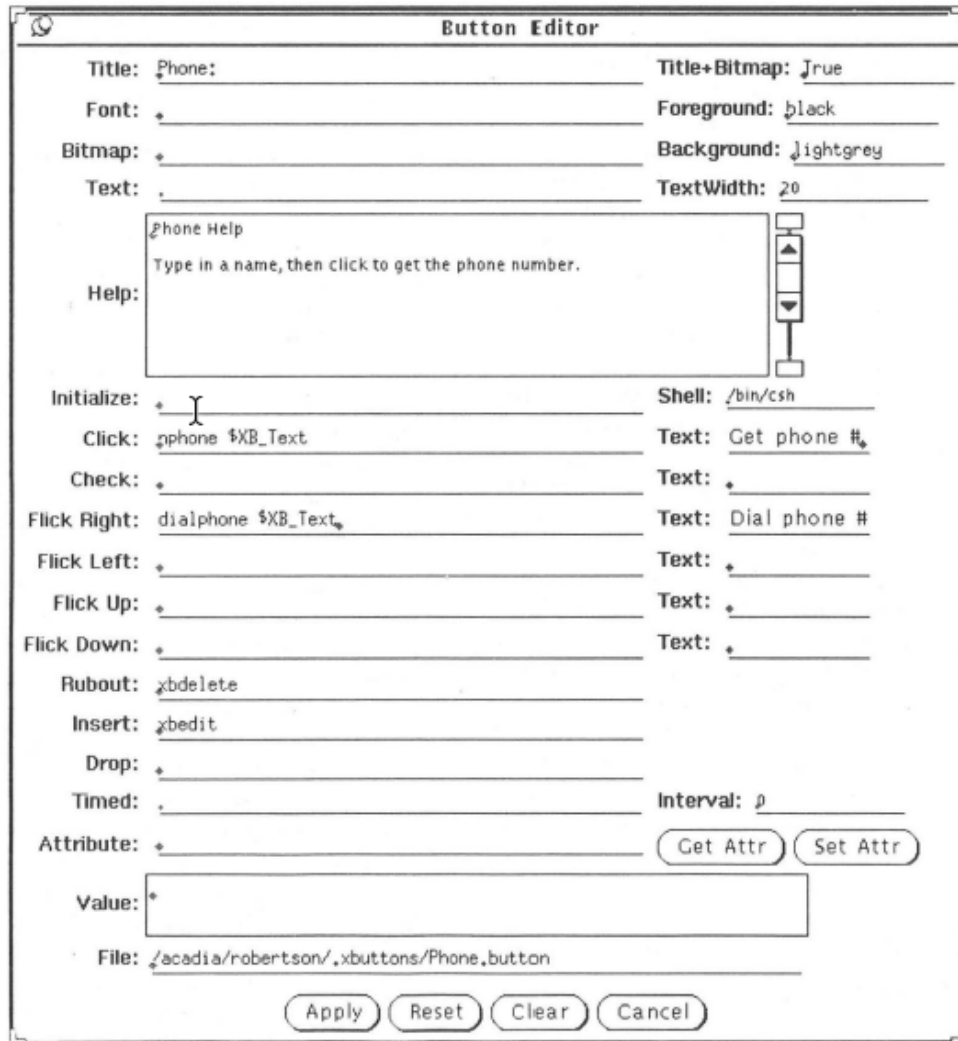 Button Editor
Title: Phone: Title+Bitmap: True
Font: Foreground: black
Bitmap: Background: lightgrey
Text: TextWidth: 20
Phone Help
Type in a name, then click to get the phone number.
Help:
Initialize: Shell: /bin/csh
Click: pphone $XB_Text Text: Get phone #
Check: Text:
Flick Right: dialphone $XB_Text Text: Dial phone #
Flick Left: Text:
Flick Up: Text:
Flick Down: Text:
Rubout: xbdelete
Insert: xbedit
Drop:
Timed: Interval: 0
Attribute: Get Attr Set Attr
Value:
File: /acadia/robertson/.xbuttons/Phone.button
Apply Reset Clear Cancel